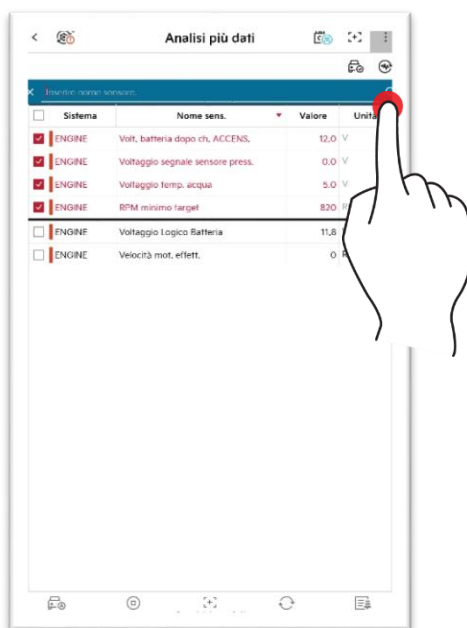 Analisi più dati
Inserire nome sensore.
Sistema Nome sens. Valore Unità
ENGINE Volt, batteria dopo ch, ACCENS, 12,0 V
ENGINE Voltaggio segnale sensore press. 0.0 V
ENGINE Voltaggio temp. acqua 5.0 V
ENGINE RPM minimo target 820 R
ENGINE Voltaggio Logico Batteria 11,8
ENGINE Velocità mot, effett. 0 R